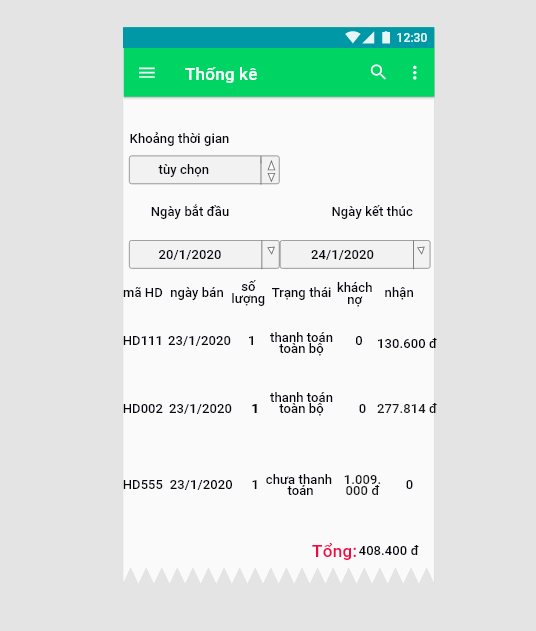 12:30
Thống kê
Khoảng thời gian
tùy chọn
Ngày bắt đầu Ngày kết thúc
20/1/2020 24/1/2020
mã HD ngày bán số lượng Trạng thái khách nợ nhận
HD111 23/1/2020 1 thanh toán toàn bộ 0 130.600 đ
HD002 23/1/2020 1 thanh toán toàn bộ 0 277.814 đ
HD555 23/1/2020 1 chưa thanh toán 1.009.000 đ 0
Tổng: 408.400 đ